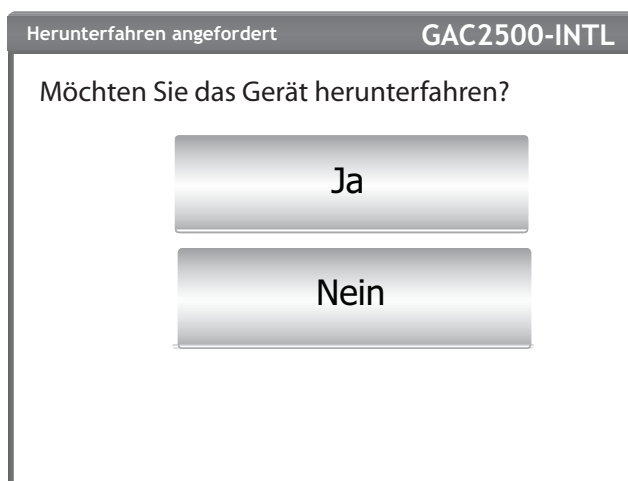 Herunterfahren angefordert GAC2500-INTL
Möchten Sie das Gerät herunterfahren?
Ja
Nein